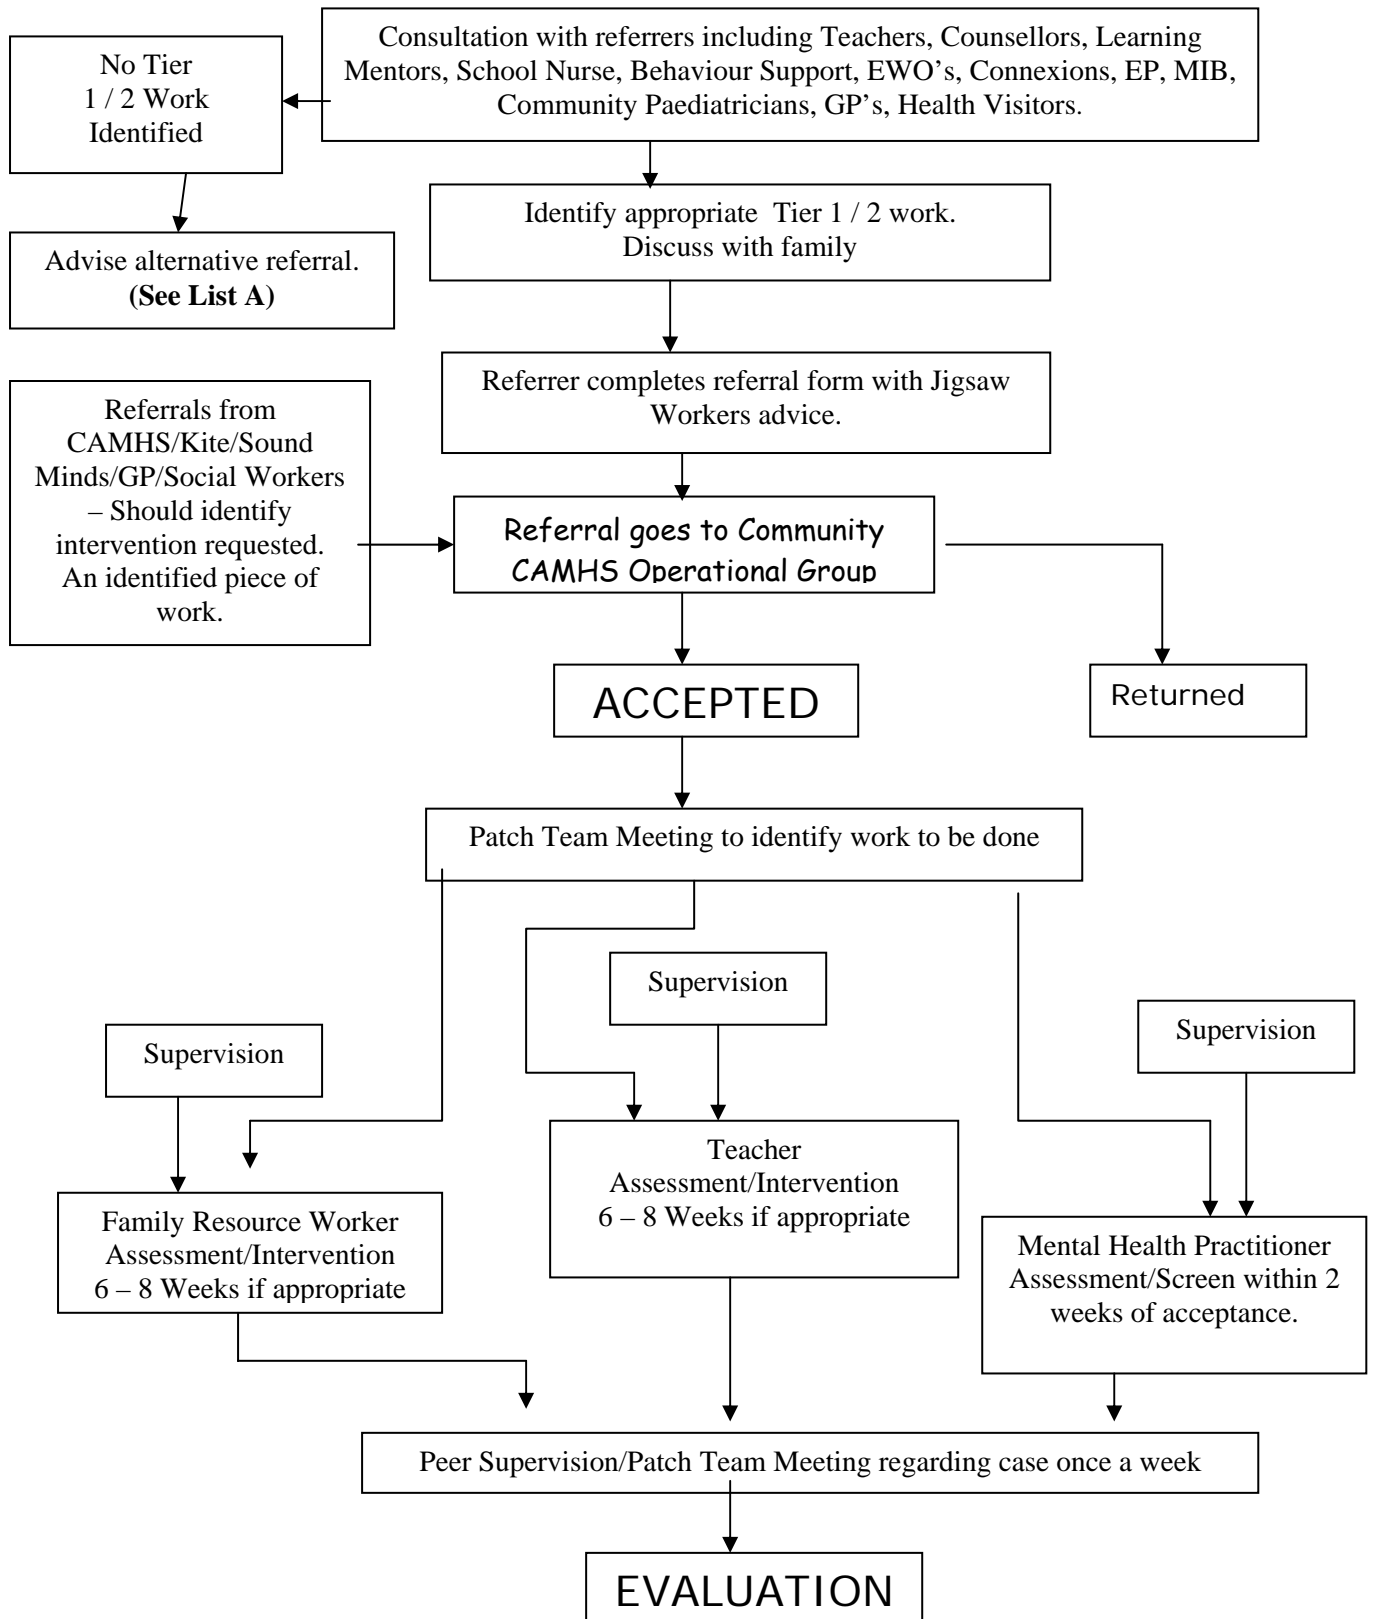 Consultation with referrers including Teachers, Counsellors, Learning
Mentors, School Nurse, Behaviour Support, EWO's, Connexions, EP, MIB,
Community Paediatricians, GP's, Health Visitors.
No Tier
1 / 2 Work
Identified
Identify appropriate  Tier 1 / 2 work.
Discuss with family
Advise alternative referral.
(See List A)
Referrer completes referral form with Jigsaw
Workers advice.
Referrals from
CAMHS/Kite/Sound
Minds/GP/Social Workers
– Should identify
intervention requested.
An identified piece of
work.
Referral goes to Community
CAMHS Operational Group
ACCEPTED
Returned
Patch Team Meeting to identify work to be done
Supervision
Supervision
Supervision
Family Resource Worker
Assessment/Intervention
6 – 8 Weeks if appropriate
Teacher
Assessment/Intervention
6 – 8 Weeks if appropriate
Mental Health Practitioner
Assessment/Screen within 2
weeks of acceptance.
Peer Supervision/Patch Team Meeting regarding case once a week
EVALUATION